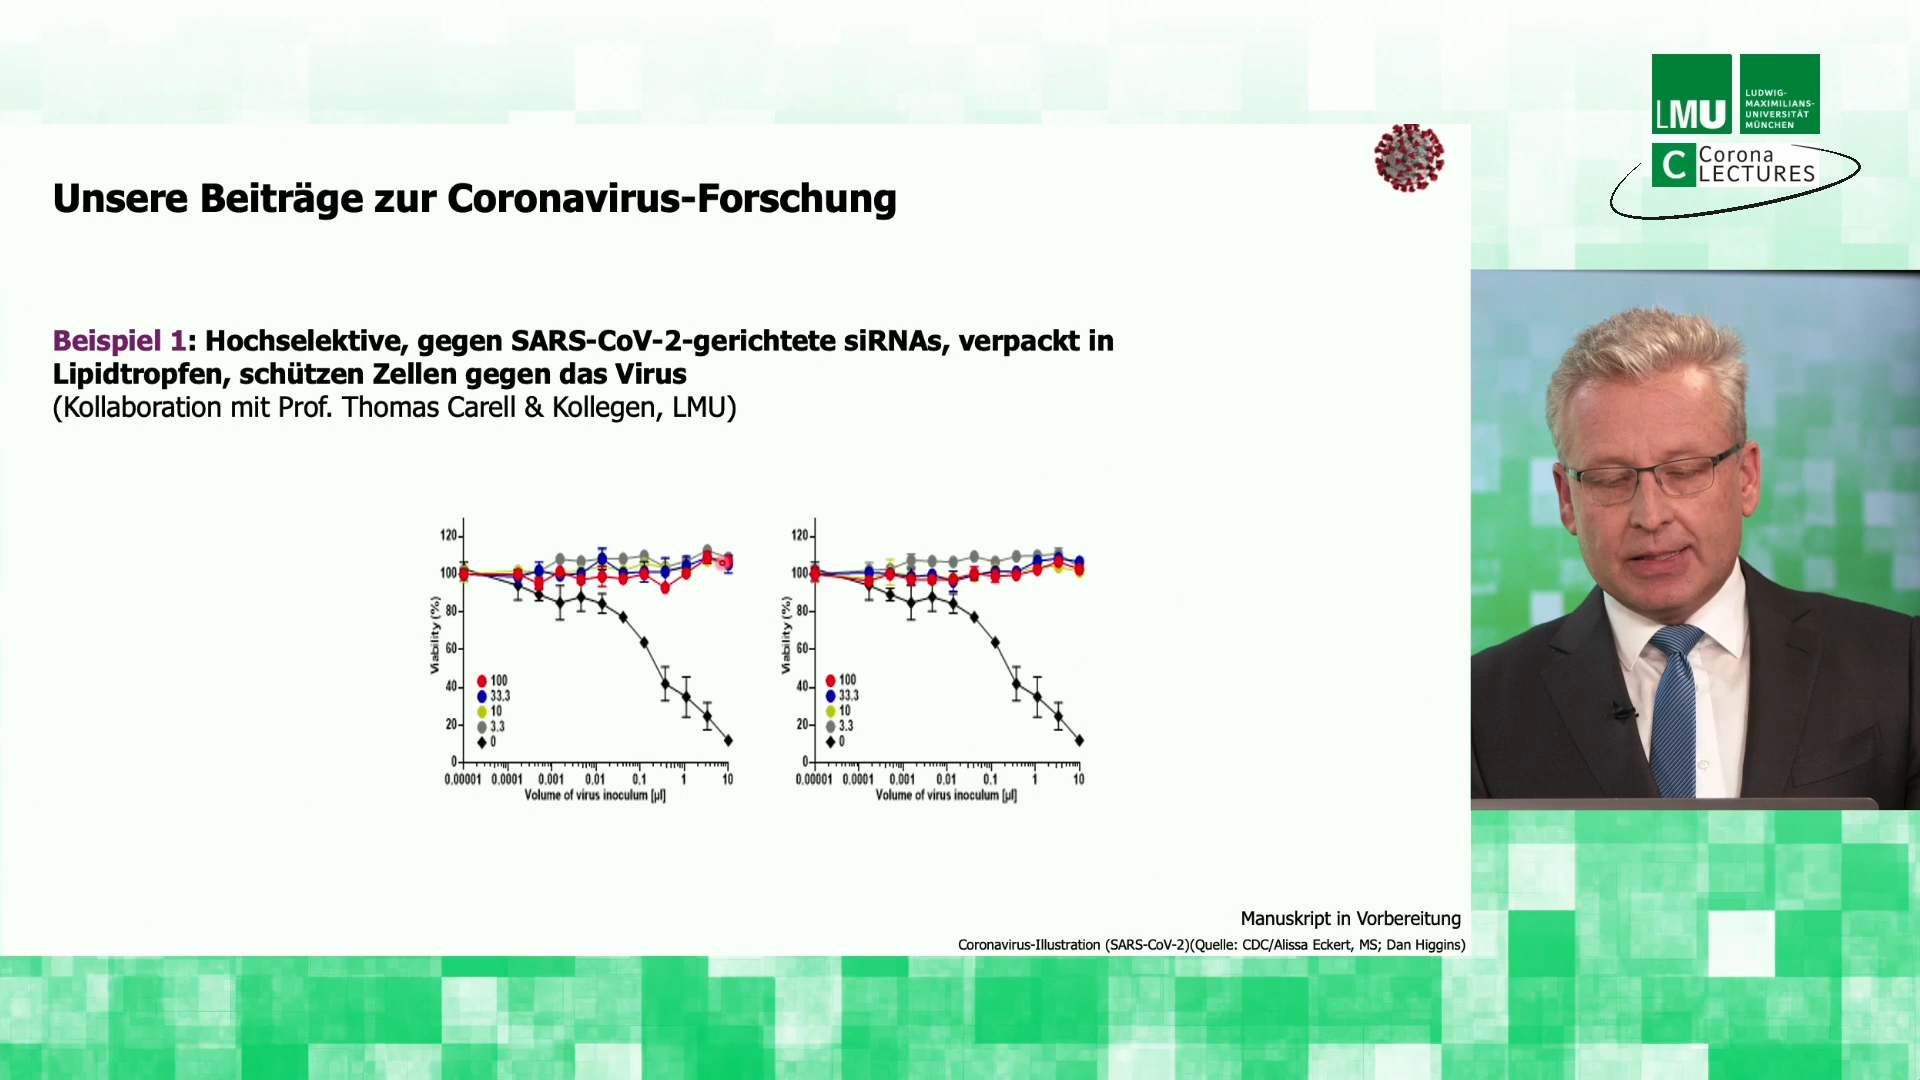 LMU
LUDWIG-
MAXIMILIANS-
UNIVERSITÄT
MÜNCHEN
C Corona
LECTURES
Unsere Beiträge zur Coronavirus-Forschung
Beispiel 1: Hochselektive, gegen SARS-CoV-2-gerichtete siRNAs, verpackt in
Lipidtropfen, schützen Zellen gegen das Virus
(Kollaboration mit Prof. Thomas Carell & Kollegen, LMU)
120
100
80
60
40
20
0
Viability (%)
100
33.3
10
3.3
0
0.00001 0.0001 0.001 0.01 0.1 1 10
Volume of virus inoculum [µl]
120
100
80
60
40
20
0
Viability (%)
100
33.3
10
3.3
0
0.00001 0.0001 0.001 0.01 0.1 1 10
Volume of virus inoculum [µl]
Manuskript in Vorbereitung
Coronavirus-Illustration (SARS-CoV-2)(Quelle: CDC/Alissa Eckert, MS; Dan Higgins)